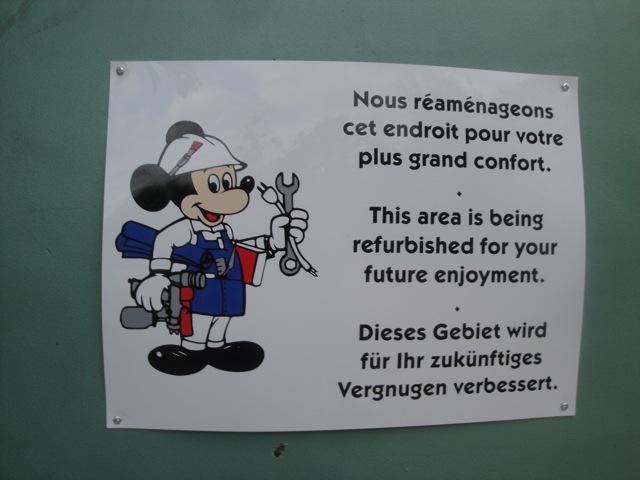 Nous réaménageons
cet endroit pour votre
plus grand confort.
This area is being
refurbished for your
future enjoyment.
Dieses Gebiet wird
für Ihr zukünftiges
Vergnugen verbessert.